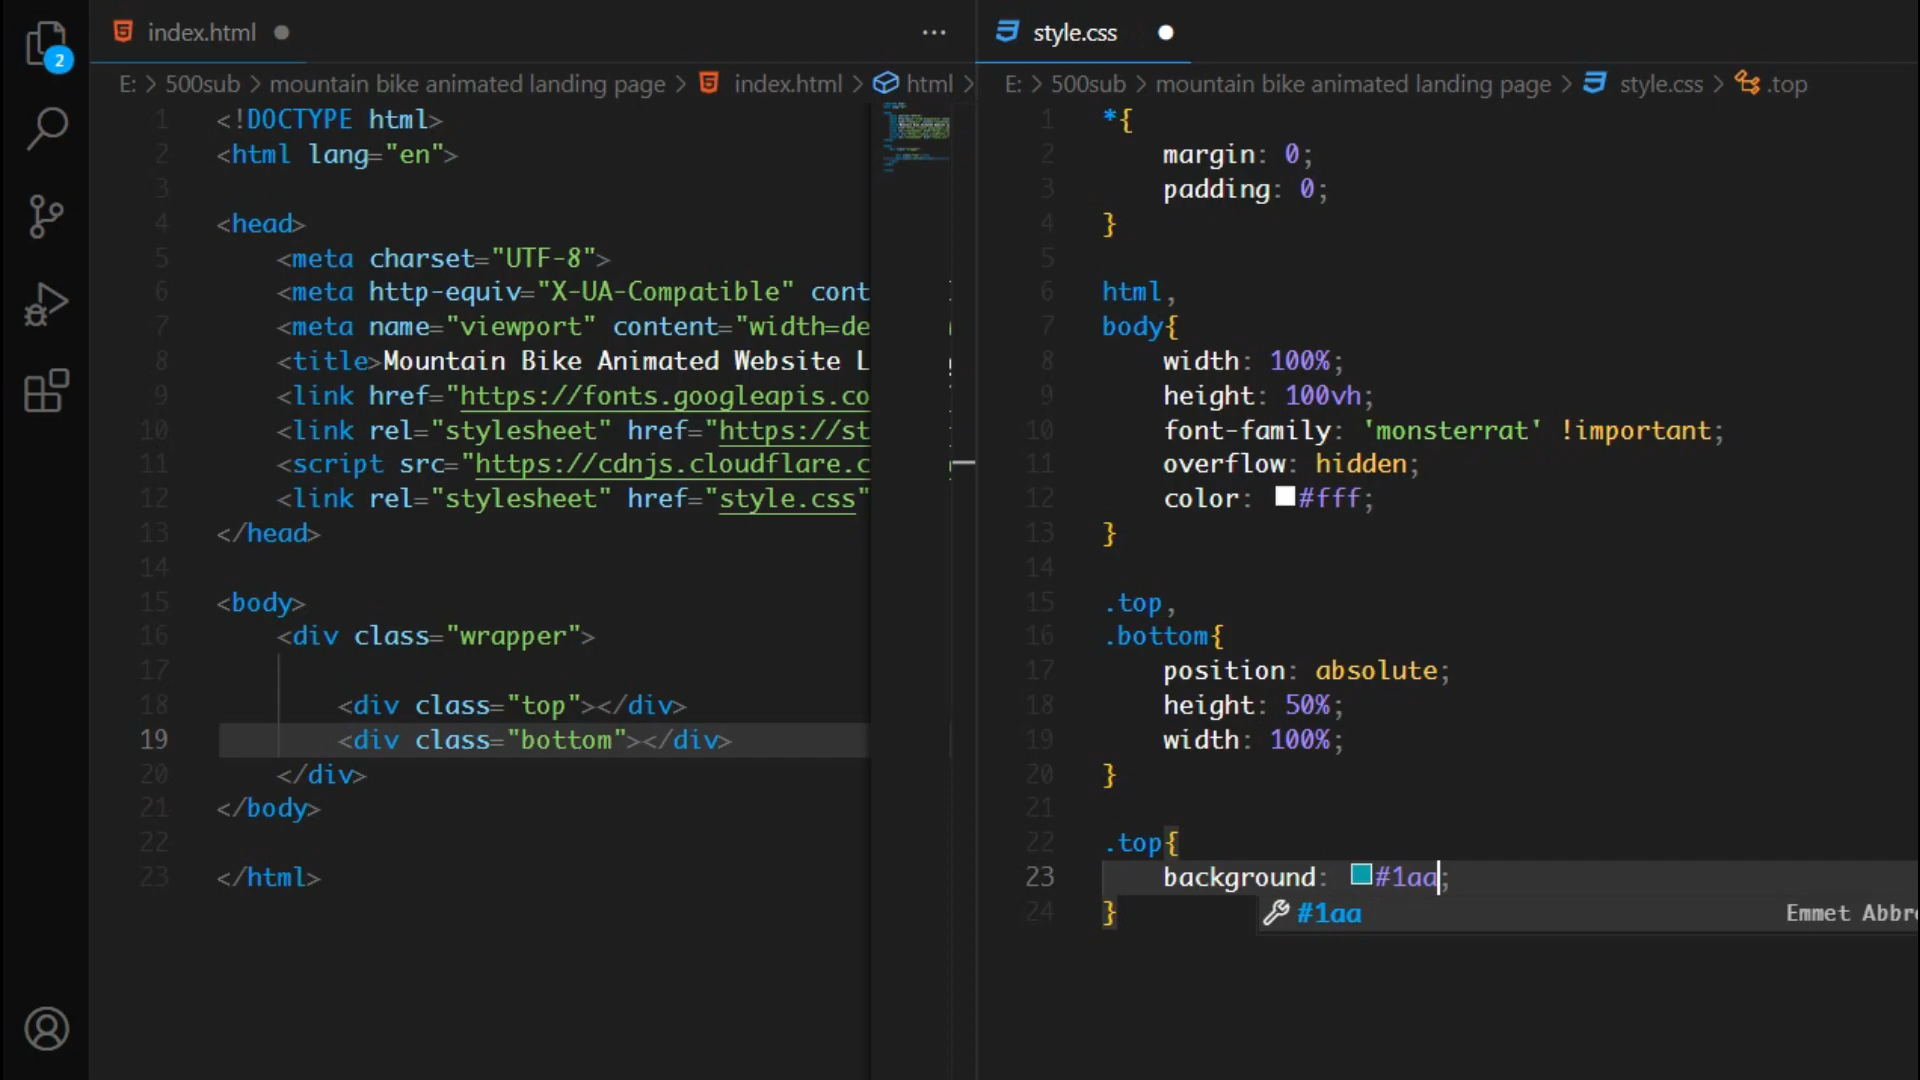 2
index.html
E: > 500sub > mountain bike animated landing page > index.html > html >
1 <!DOCTYPE html>
2 <html lang="en">
3
4 <head>
5 <meta charset="UTF-8">
6 <meta http-equiv="X-UA-Compatible" cont
7 <meta name="viewport" content="width=de
8 <title>Mountain Bike Animated Website L
9 <link href="https://fonts.googleapis.co
10 <link rel="stylesheet" href="https://st
11 <script src="https://cdnjs.cloudflare.c
12 <link rel="stylesheet" href="style.css"
13 </head>
14
15 <body>
16 <div class="wrapper">
17
18 <div class="top"></div>
19 <div class="bottom"></div>
20 </div>
21 </body>
22
23 </html>
style.css
E: > 500sub > mountain bike animated landing page > style.css > .top
1 *{
2 margin: 0;
3 padding: 0;
4 }
5
6 html,
7 body{
8 width: 100%;
9 height: 100vh;
10 font-family: 'monsterrat' !important;
11 overflow: hidden;
12 color: #fff;
13 }
14
15 .top,
16 .bottom{
17 position: absolute;
18 height: 50%;
19 width: 100%;
20 }
21
22 .top{
23 background: #1aa;
24 }
#1aa Emmet Abbre